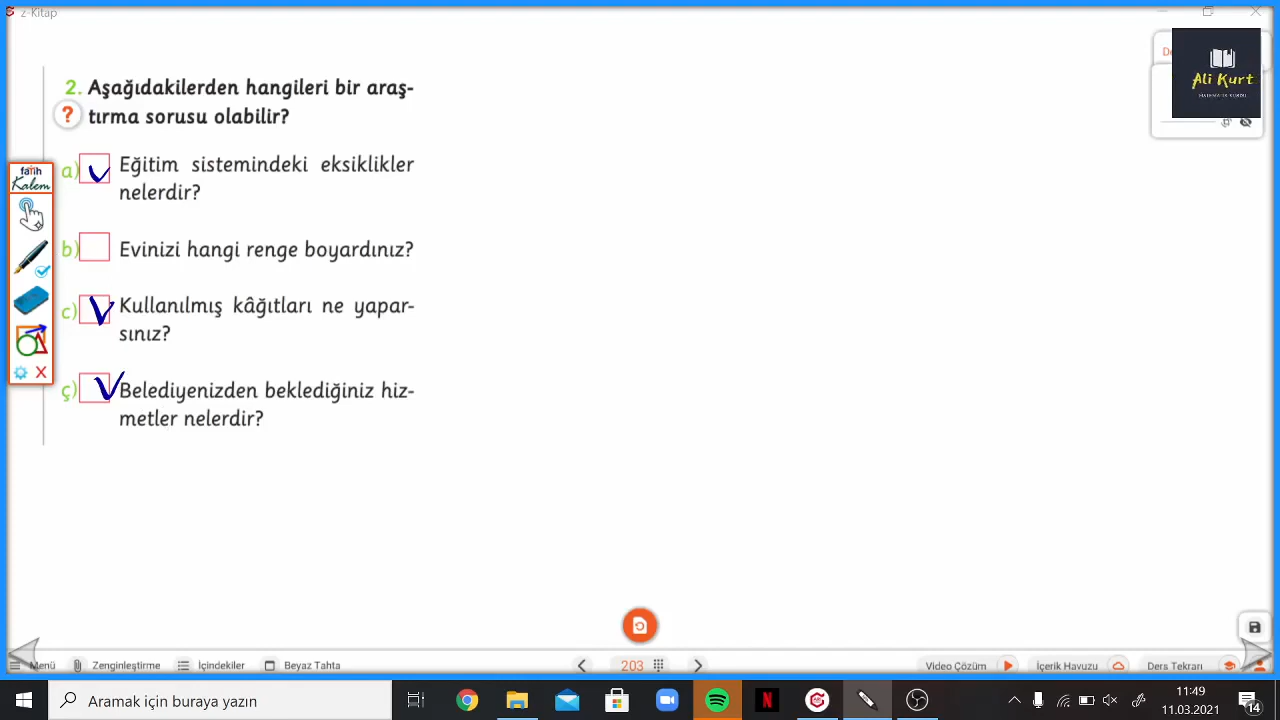 z-Kitap
Ali Kurt
MATEMATİK KURSU
2. Aşağıdakilerden hangileri bir araş-
? tırma sorusu olabilir?
a) Eğitim sistemindeki eksiklikler
nelerdir?
b) Evinizi hangi renge boyardınız?
c) Kullanılmış kâğıtları ne yapar-
sınız?
ç) Belediyenizden beklediğiniz hiz-
metler nelerdir?
fatih
Kalem
Menü Zenginleştirme İçindekiler Beyaz Tahta 203 Video Çözüm İçerik Havuzu Ders Tekrarı
Aramak için buraya yazın
11:49
11.03.2021
14